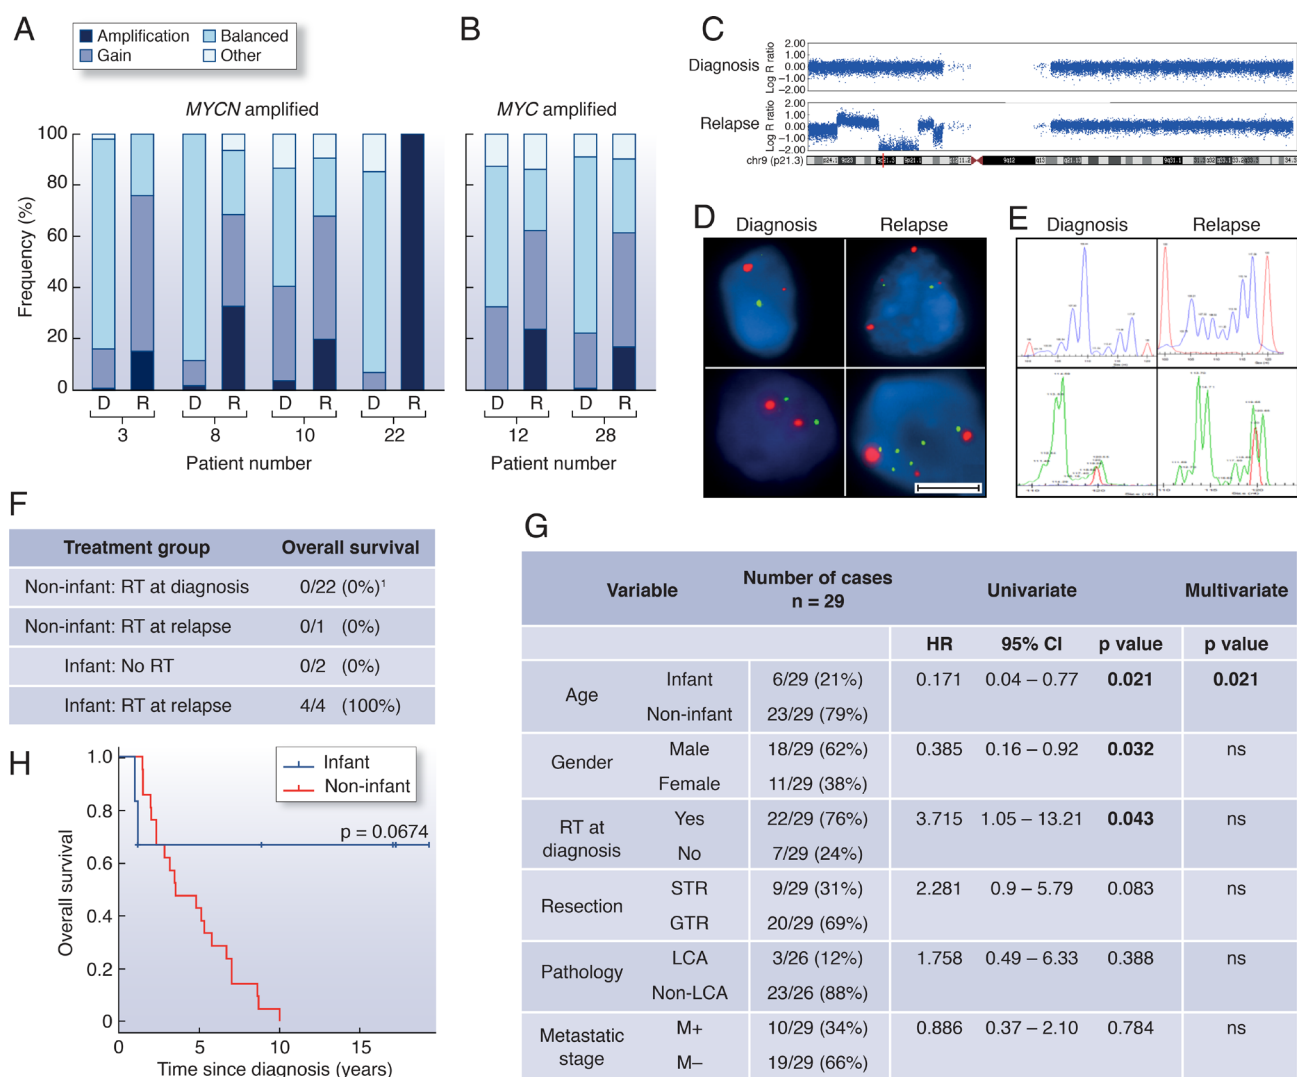 A
Amplification
Balanced
Gain
Other
MYCN amplified
Frequency (%)
100
80
60
40
20
0
D R D R D R D R
3 8 10 22
Patient number
B
MYC amplified
D R D R
12 28
Patient number
C
Diagnosis
Log R ratio
2.00
1.00
0.00
-1.00
-2.00
Relapse
Log R ratio
2.00
1.00
0.00
-1.00
-2.00
chr9 (p21.3)
D
Diagnosis Relapse
E
Diagnosis Relapse
F
Treatment group Overall survival
Non-infant: RT at diagnosis 0/22 (0%)¹
Non-infant: RT at relapse 0/1 (0%)
Infant: No RT 0/2 (0%)
Infant: RT at relapse 4/4 (100%)
G
Variable Number of cases n = 29 Univariate Multivariate
HR 95% CI p value p value
Age Infant 6/29 (21%) 0.171 0.04 – 0.77 0.021 0.021
Non-infant 23/29 (79%)
Gender Male 18/29 (62%) 0.385 0.16 – 0.92 0.032 ns
Female 11/29 (38%)
RT at diagnosis Yes 22/29 (76%) 3.715 1.05 – 13.21 0.043 ns
No 7/29 (24%)
Resection STR 9/29 (31%) 2.281 0.9 – 5.79 0.083 ns
GTR 20/29 (69%)
Pathology LCA 3/26 (12%) 1.758 0.49 – 6.33 0.388 ns
Non-LCA 23/26 (88%)
Metastatic stage M+ 10/29 (34%) 0.886 0.37 – 2.10 0.784 ns
M– 19/29 (66%)
H
Infant
Non-infant
p = 0.0674
Overall survival
1.0
0.8
0.6
0.4
0.2
0
0 5 10 15
Time since diagnosis (years)